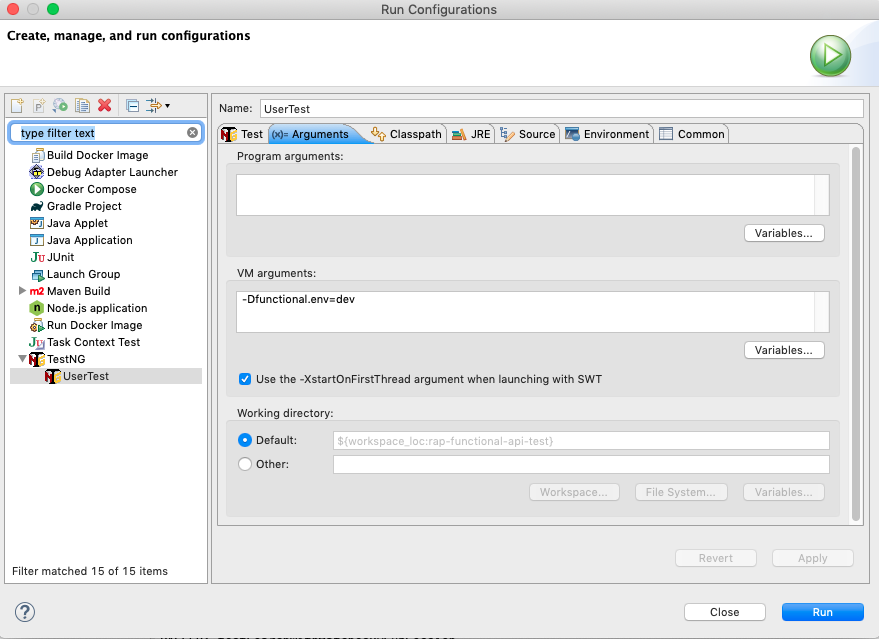 Run Configurations
Create, manage, and run configurations
type filter text
Build Docker Image
Debug Adapter Launcher
Docker Compose
Gradle Project
Java Applet
Java Application
JUnit
Launch Group
Maven Build
Node.js application
Run Docker Image
Task Context Test
TestNG
UserTest
Filter matched 15 of 15 items
Name: UserTest
Test (x)= Arguments Classpath JRE Source Environment Common
Program arguments:
Variables...
VM arguments:
-Dfunctional.env=dev
Variables...
Use the -XstartOnFirstThread argument when launching with SWT
Working directory:
Default: ${workspace_loc:rap-functional-api-test}
Other:
Workspace... File System... Variables...
Revert Apply
? Close Run